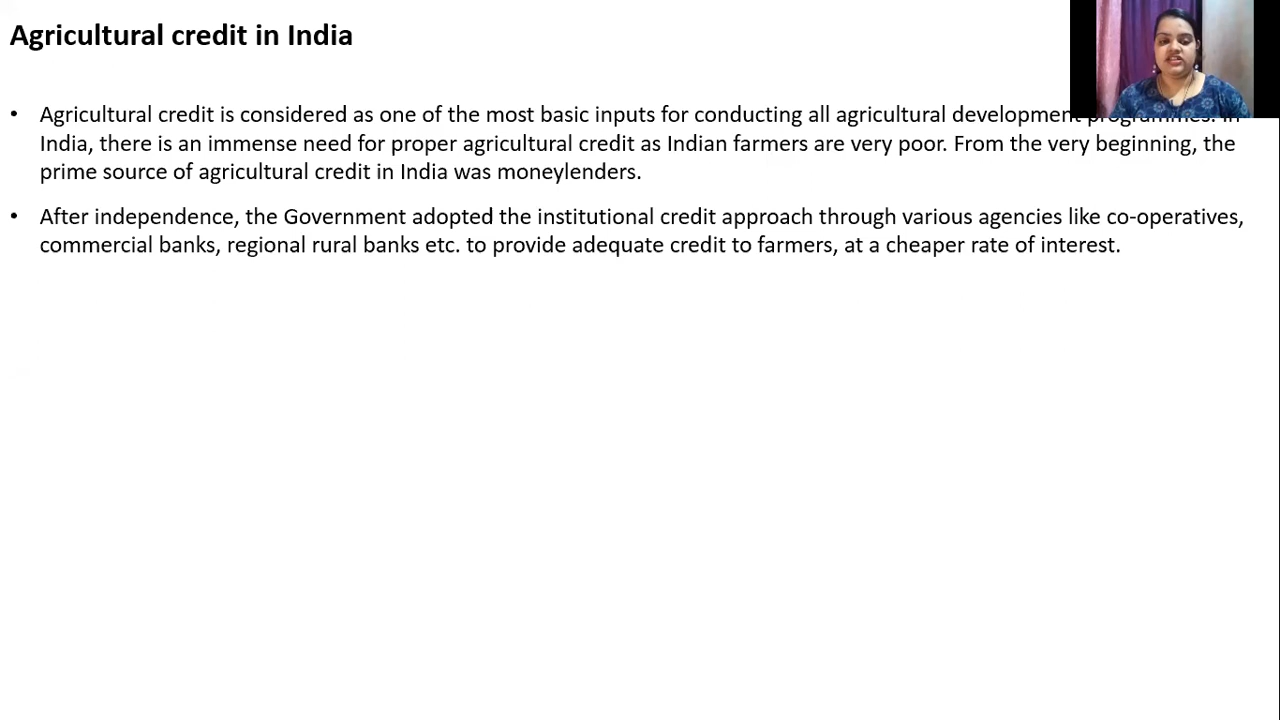 Agricultural credit in India
• Agricultural credit is considered as one of the most basic inputs for conducting all agricultural development programmes. In
India, there is an immense need for proper agricultural credit as Indian farmers are very poor. From the very beginning, the
prime source of agricultural credit in India was moneylenders.
• After independence, the Government adopted the institutional credit approach through various agencies like co-operatives,
commercial banks, regional rural banks etc. to provide adequate credit to farmers, at a cheaper rate of interest.